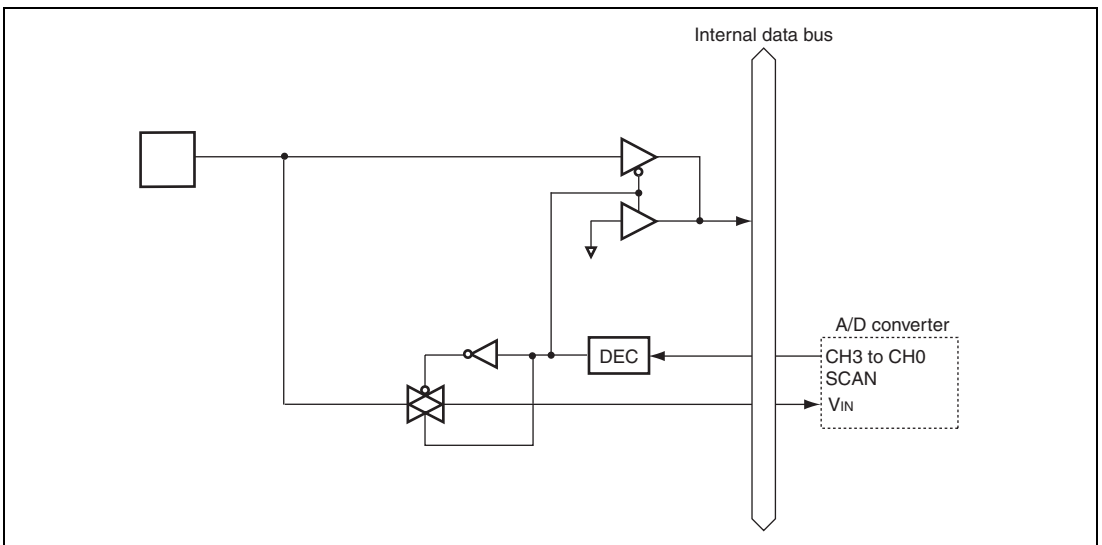 Internal data bus
A/D converter
DEC
CH3 to CH0
SCAN
VIN